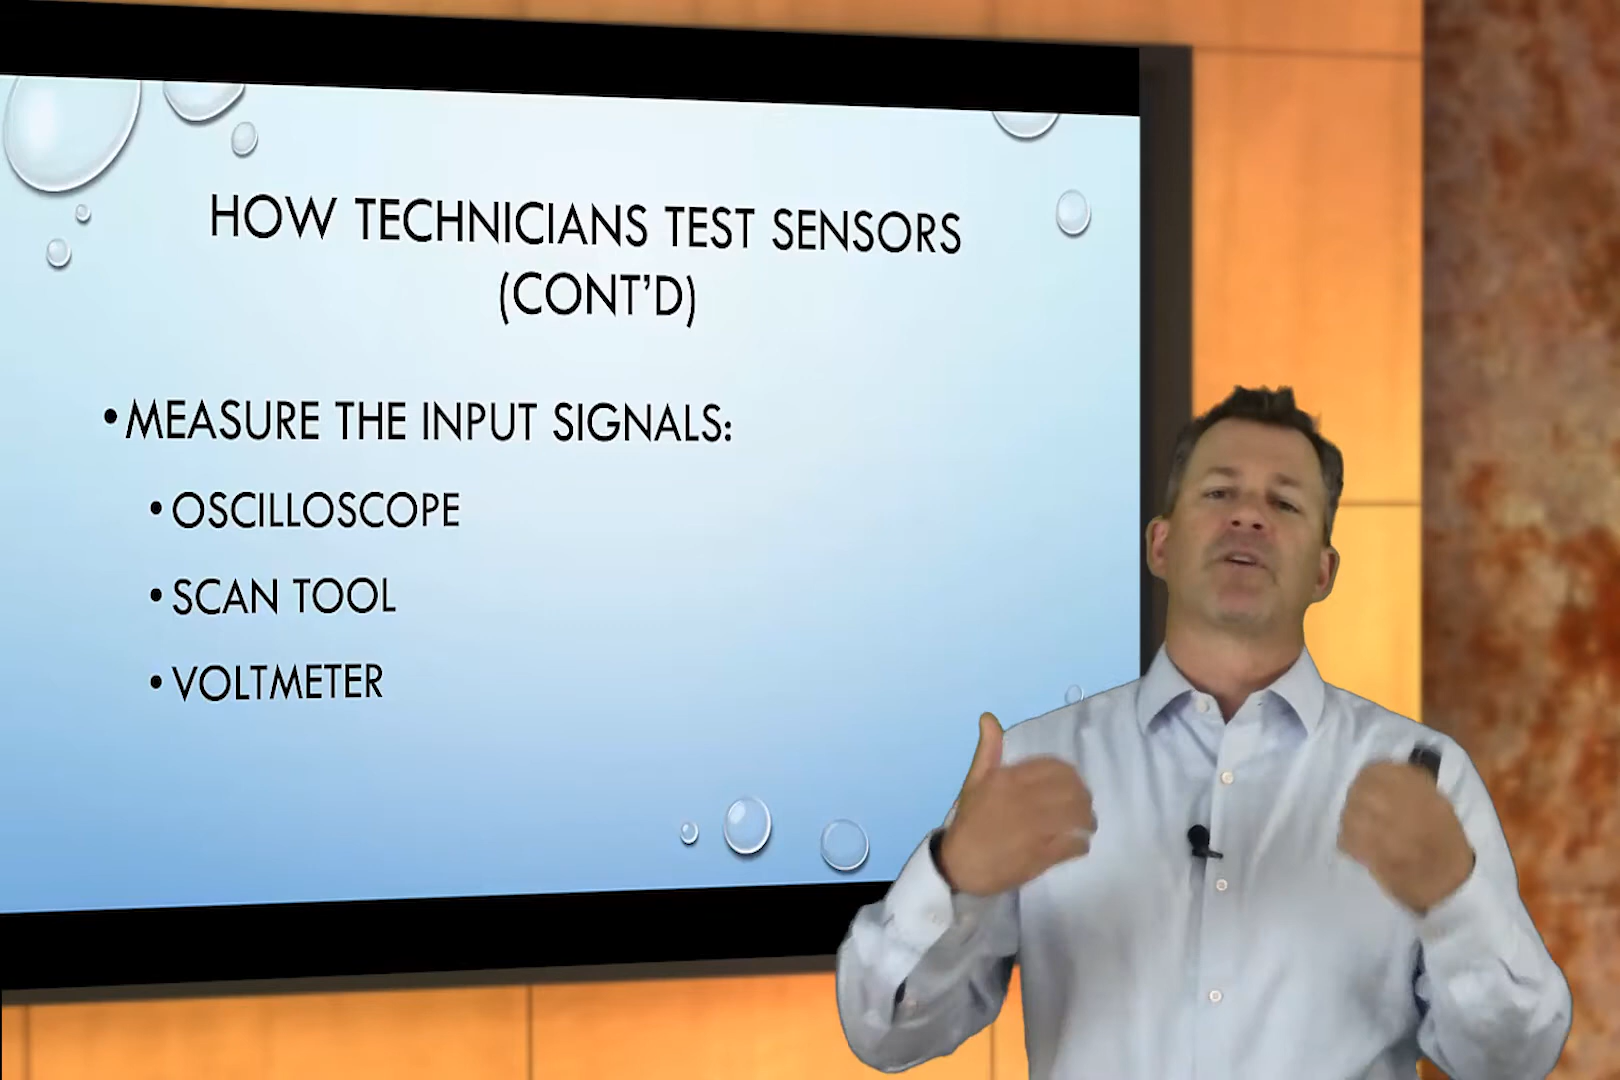 HOW TECHNICIANS TEST SENSORS
(CONT'D)
• MEASURE THE INPUT SIGNALS:
• OSCILLOSCOPE
• SCAN TOOL
• VOLTMETER